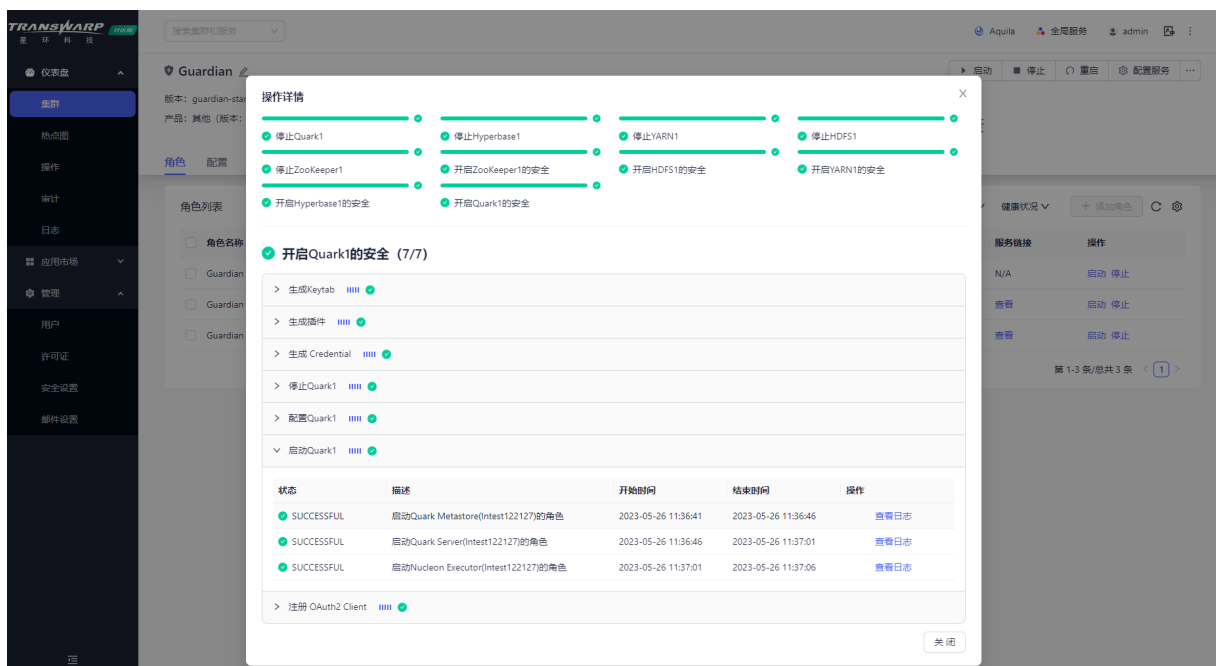 TRANSWARP 社区版
星 环 科 技
搜索集群和服务
Aquila 全局服务 admin
仪表盘
集群
热点图
操作
审计
日志
应用市场
管理
用户
许可证
安全设置
邮件设置
Guardian
启动 停止 重启 配置服务 ...
版本: guardian-star
产品: 其他 (版本:
角色 配置
角色列表
健康状况
+ 添加角色
角色名称 服务链接 操作
Guardian N/A 启动 停止
Guardian 查看 启动 停止
Guardian 查看 启动 停止
第 1-3 条/总共 3 条 < 1 >
操作详情
停止Quark1 停止Hyperbase1 停止YARN1 停止HDFS1
停止ZooKeeper1 开启ZooKeeper1的安全 开启HDFS1的安全 开启YARN1的安全
开启Hyperbase1的安全 开启Quark1的安全
开启Quark1的安全 (7/7)
生成Keytab
生成插件
生成 Credential
停止Quark1
配置Quark1
启动Quark1
状态 描述 开始时间 结束时间 操作
SUCCESSFUL 启动Quark Metastore(lntest122127)的角色 2023-05-26 11:36:41 2023-05-26 11:36:46 查看日志
SUCCESSFUL 启动Quark Server(lntest122127)的角色 2023-05-26 11:36:46 2023-05-26 11:37:01 查看日志
SUCCESSFUL 启动Nucleon Executor(lntest122127)的角色 2023-05-26 11:37:01 2023-05-26 11:37:06 查看日志
注册 OAuth2 Client
关 闭